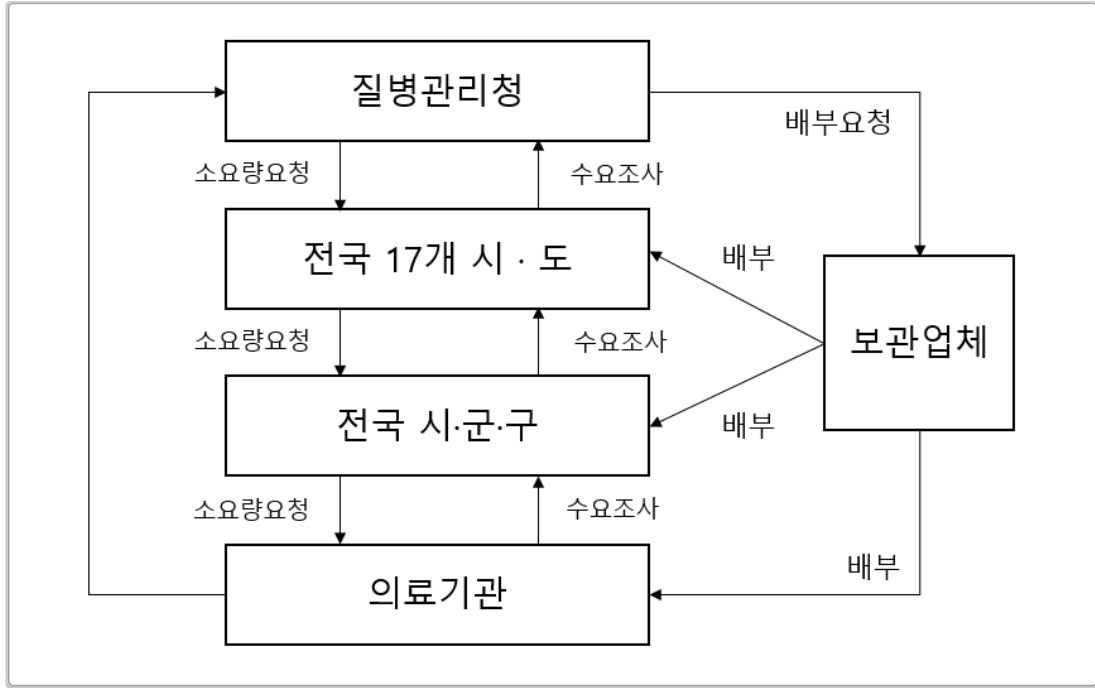 질병관리청
배부요청
소요량요청
수요조사
전국 17개 시 · 도
배부
보관업체
소요량요청
수요조사
전국 시·군·구
배부
소요량요청
수요조사
배부
의료기관